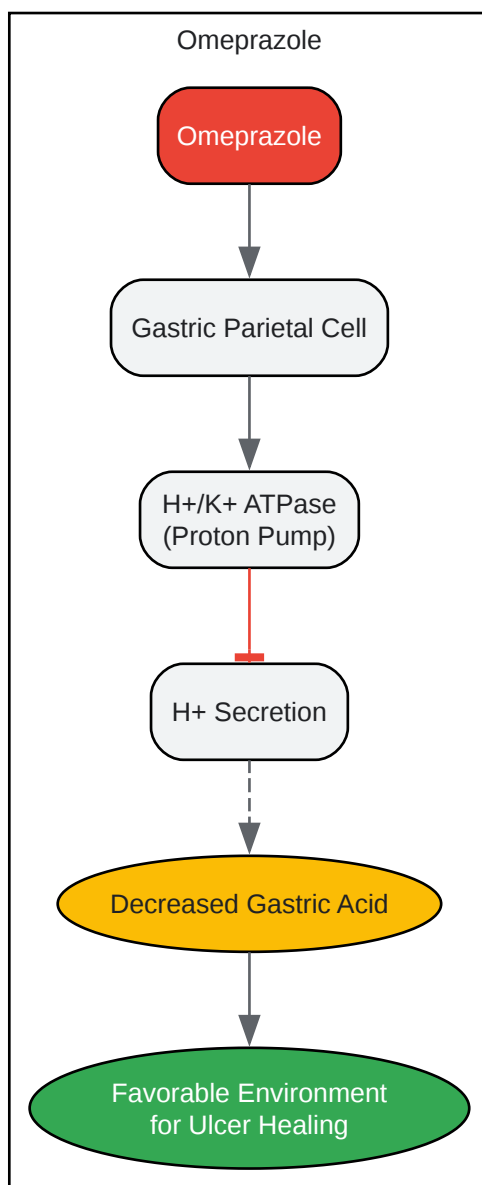 Omeprazole
Omeprazole
Gastric Parietal Cell
H+/K+ ATPase
(Proton Pump)
H+ Secretion
Decreased Gastric Acid
Favorable Environment
for Ulcer Healing